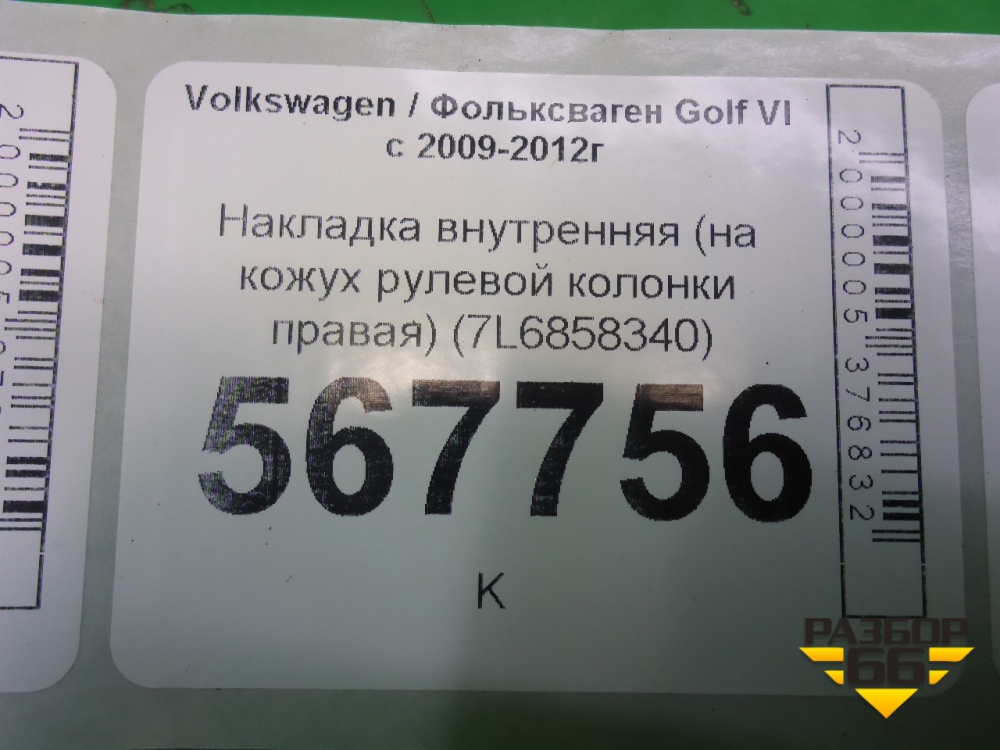 Volkswagen / Фольксваген Golf VI
с 2009-2012г
Накладка внутренняя (на
кожух рулевой колонки
правая) (7L6858340)
567756
К
2000005376832
РАЗБОР
66